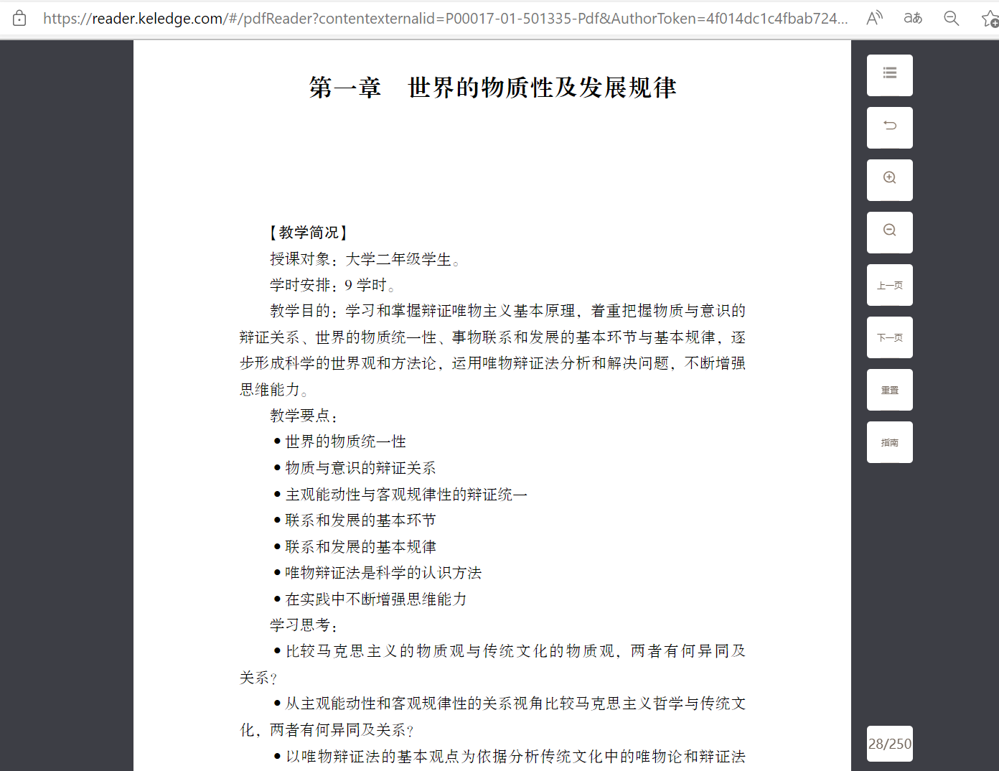 https://reader.keledge.com/#/pdfReader?contentexternalid=P00017-01-501335-Pdf&AuthorToken=4f014dc1c4fbab724...
A
aあ
第一章 世界的物质性及发展规律
【教学简况】
授课对象：大学二年级学生。
学时安排：9 学时。
教学目的：学习和掌握辩证唯物主义基本原理，着重把握物质与意识的
辩证关系、世界的物质统一性、事物联系和发展的基本环节与基本规律，逐
步形成科学的世界观和方法论，运用唯物辩证法分析和解决问题，不断增强
思维能力。
教学要点：
●世界的物质统一性
●物质与意识的辩证关系
●主观能动性与客观规律性的辩证统一
●联系和发展的基本环节
●联系和发展的基本规律
●唯物辩证法是科学的认识方法
●在实践中不断增强思维能力
学习思考：
●比较马克思主义的物质观与传统文化的物质观，两者有何异同及
关系？
●从主观能动性和客观规律性的关系视角比较马克思主义哲学与传统文
化，两者有何异同及关系？
●以唯物辩证法的基本观点为依据分析传统文化中的唯物论和辩证法
上一页
下一页
重置
指南
28/250